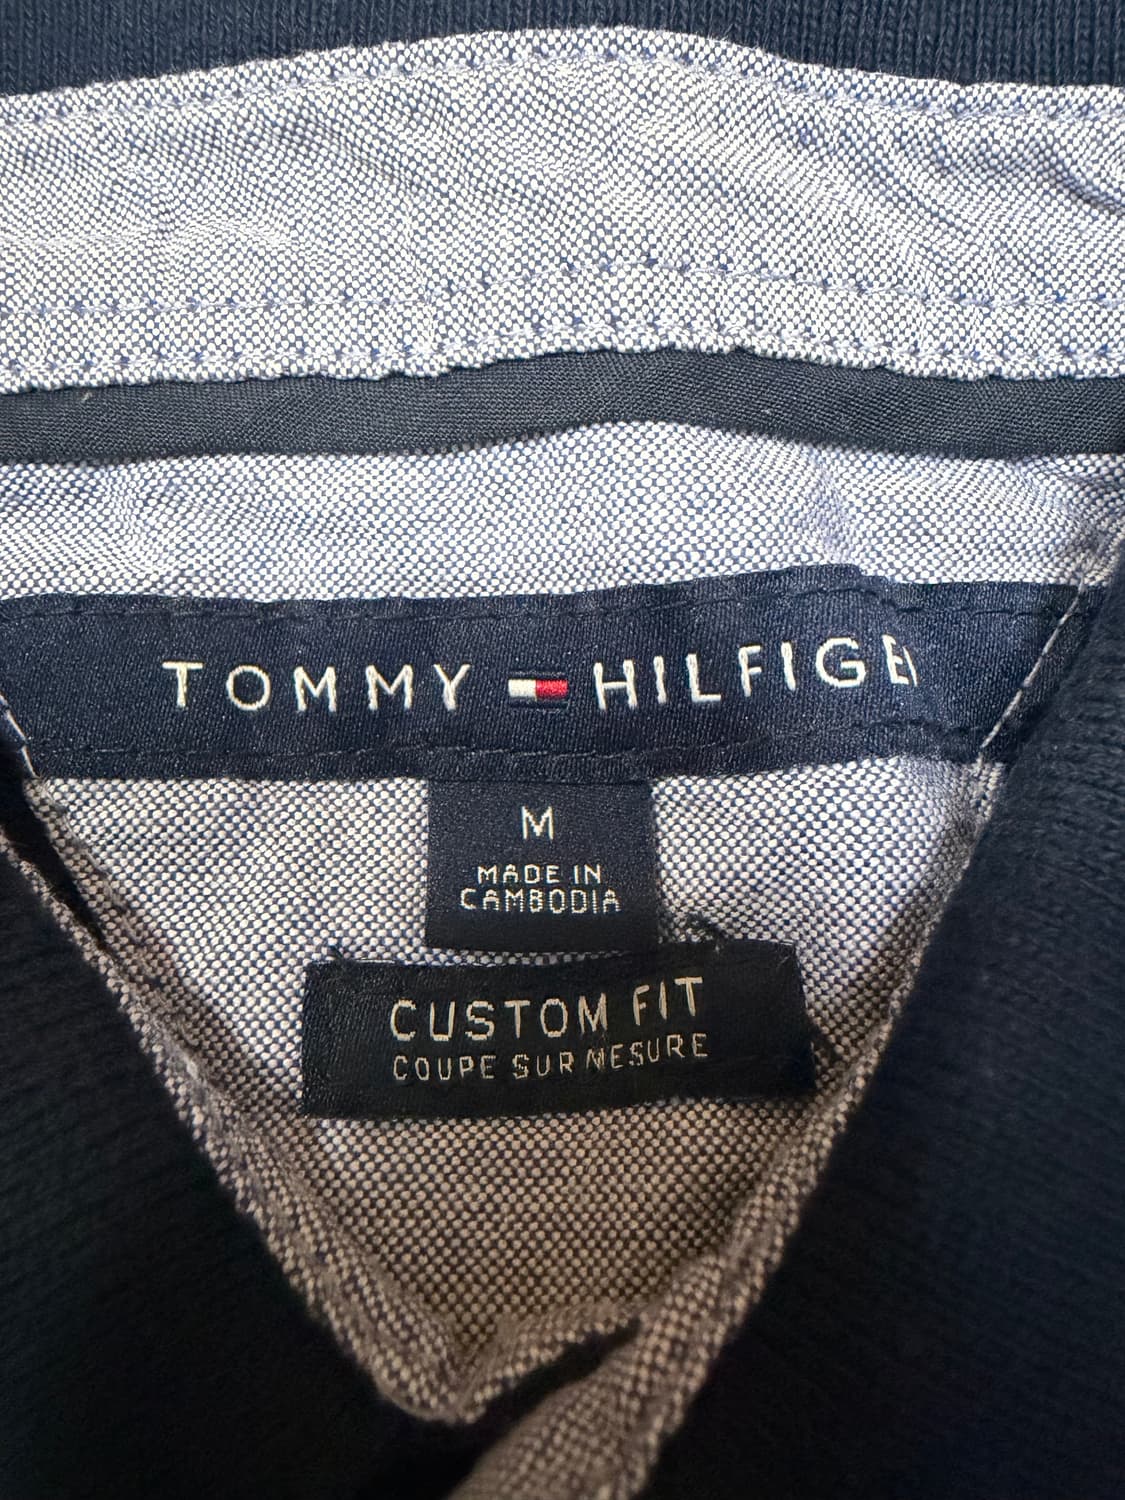 TOMMY HILFIGER
M
MADE IN
CAMBODIA
CUSTOM FIT
COUPE SUR MESURE